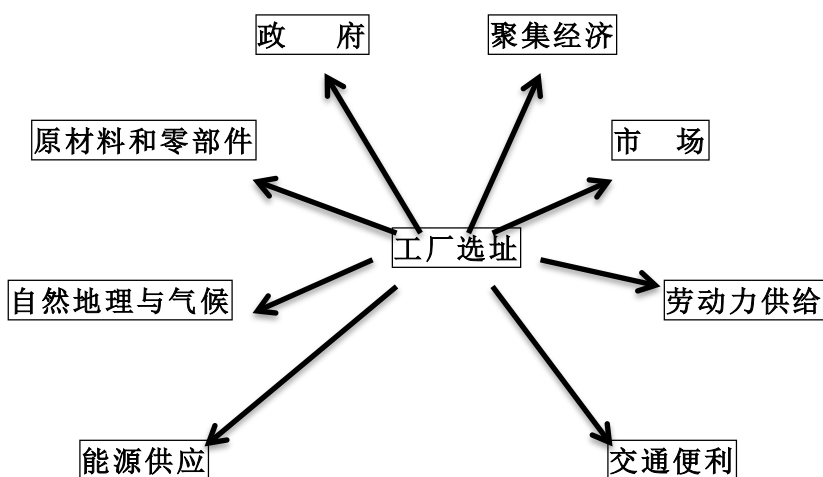 政 府
聚集经济
原材料和零部件
市 场
工厂选址
自然地理与气候
劳动力供给
能源供应
交通便利